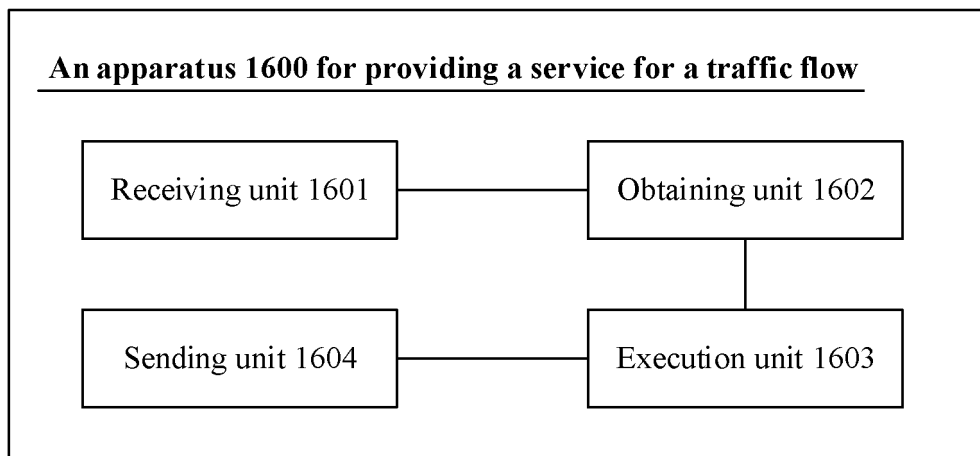 An apparatus 1600 for providing a service for a traffic flow
Receiving unit 1601
Obtaining unit 1602
Sending unit 1604
Execution unit 1603